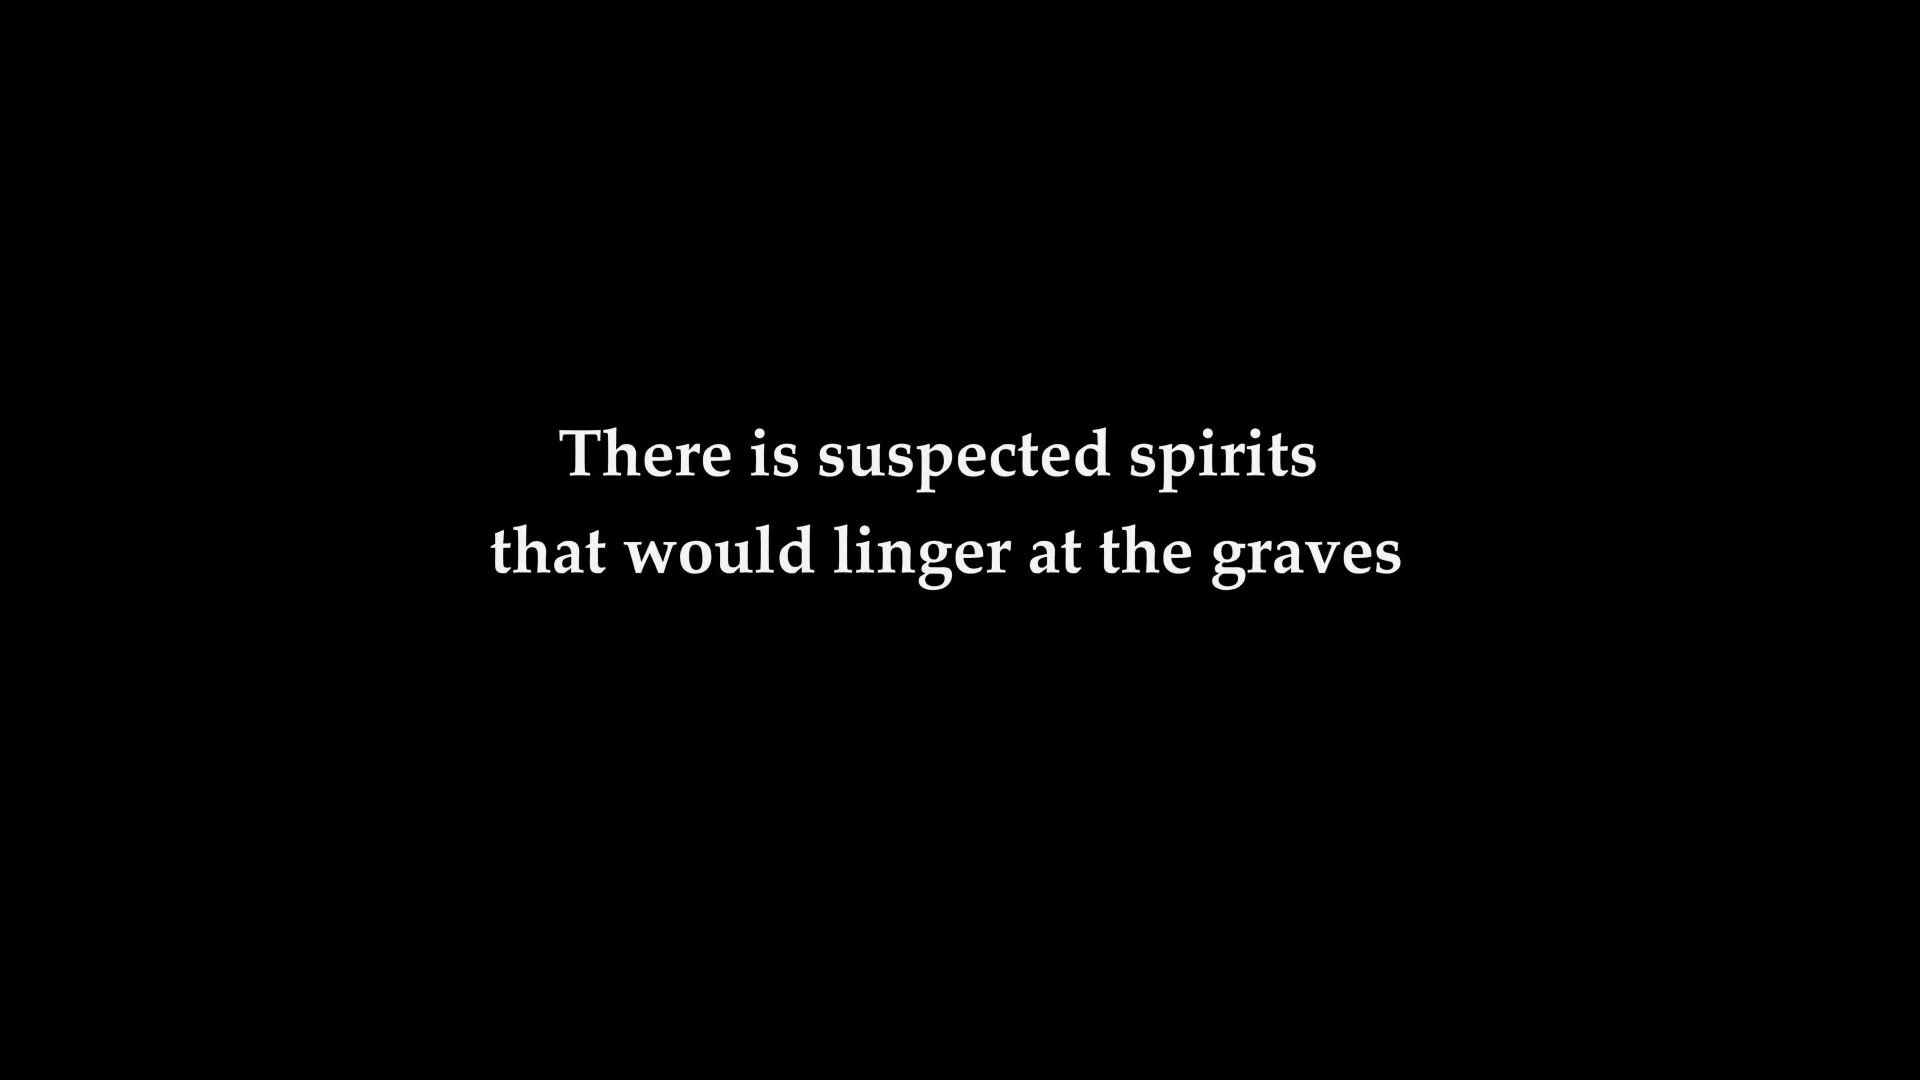 There is suspected spirits
that would linger at the graves